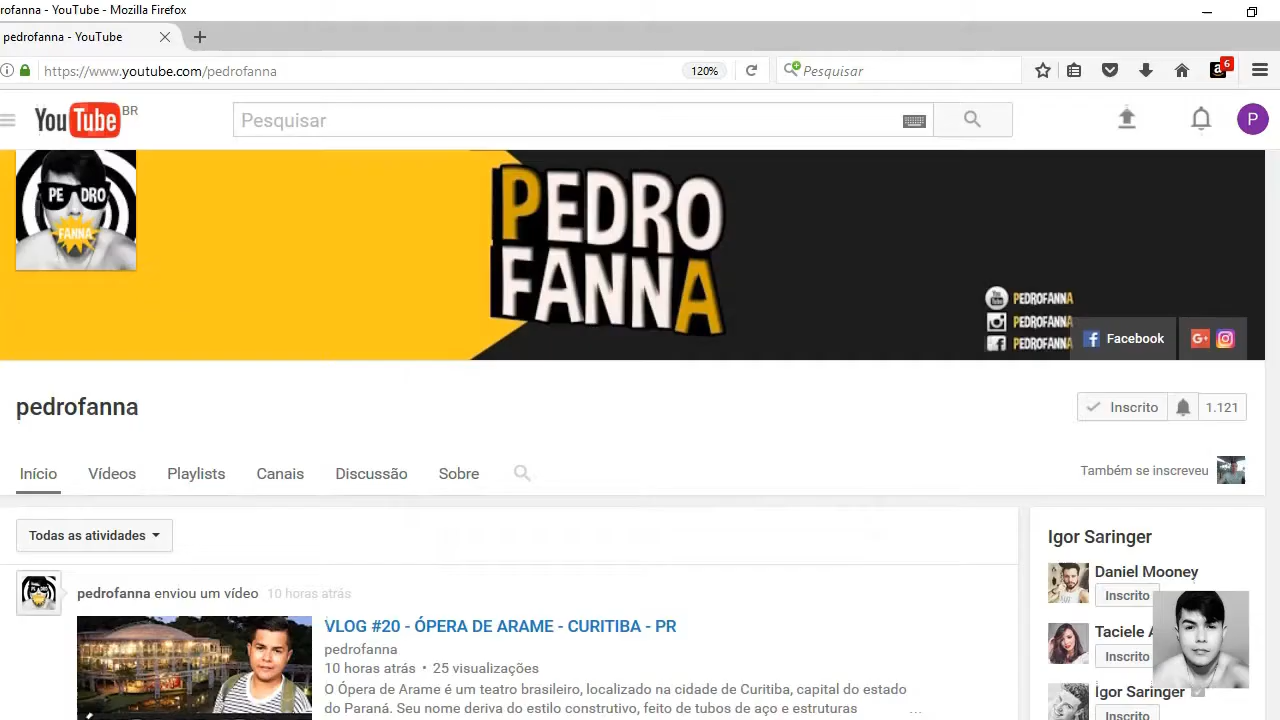 rofanna - YouTube - Mozilla Firefox
pedrofanna - YouTube
https://www.youtube.com/pedrofanna
120%
Pesquisar
6
YouTube BR
Pesquisar
P
PEDRO
FANNA
PEDRO
FANNA
You Tube
PEDROFANNA
PEDROFANNA
PEDROFANNA
Facebook
G+
pedrofanna
Inscrito
1.121
Início
Vídeos
Playlists
Canais
Discussão
Sobre
Também se inscreveu
Todas as atividades
Igor Saringer
pedrofanna enviou um vídeo 10 horas atrás
VLOG #20 - ÓPERA DE ARAME - CURITIBA - PR
pedrofanna
10 horas atrás • 25 visualizações
O Ópera de Arame é um teatro brasileiro, localizado na cidade de Curitiba, capital do estado
do Paraná. Seu nome deriva do estilo construtivo, feito de tubos de aço e estruturas
...
Daniel Mooney
Inscrito
Taciele A
Inscrito
Igor Saringer
Inscrito